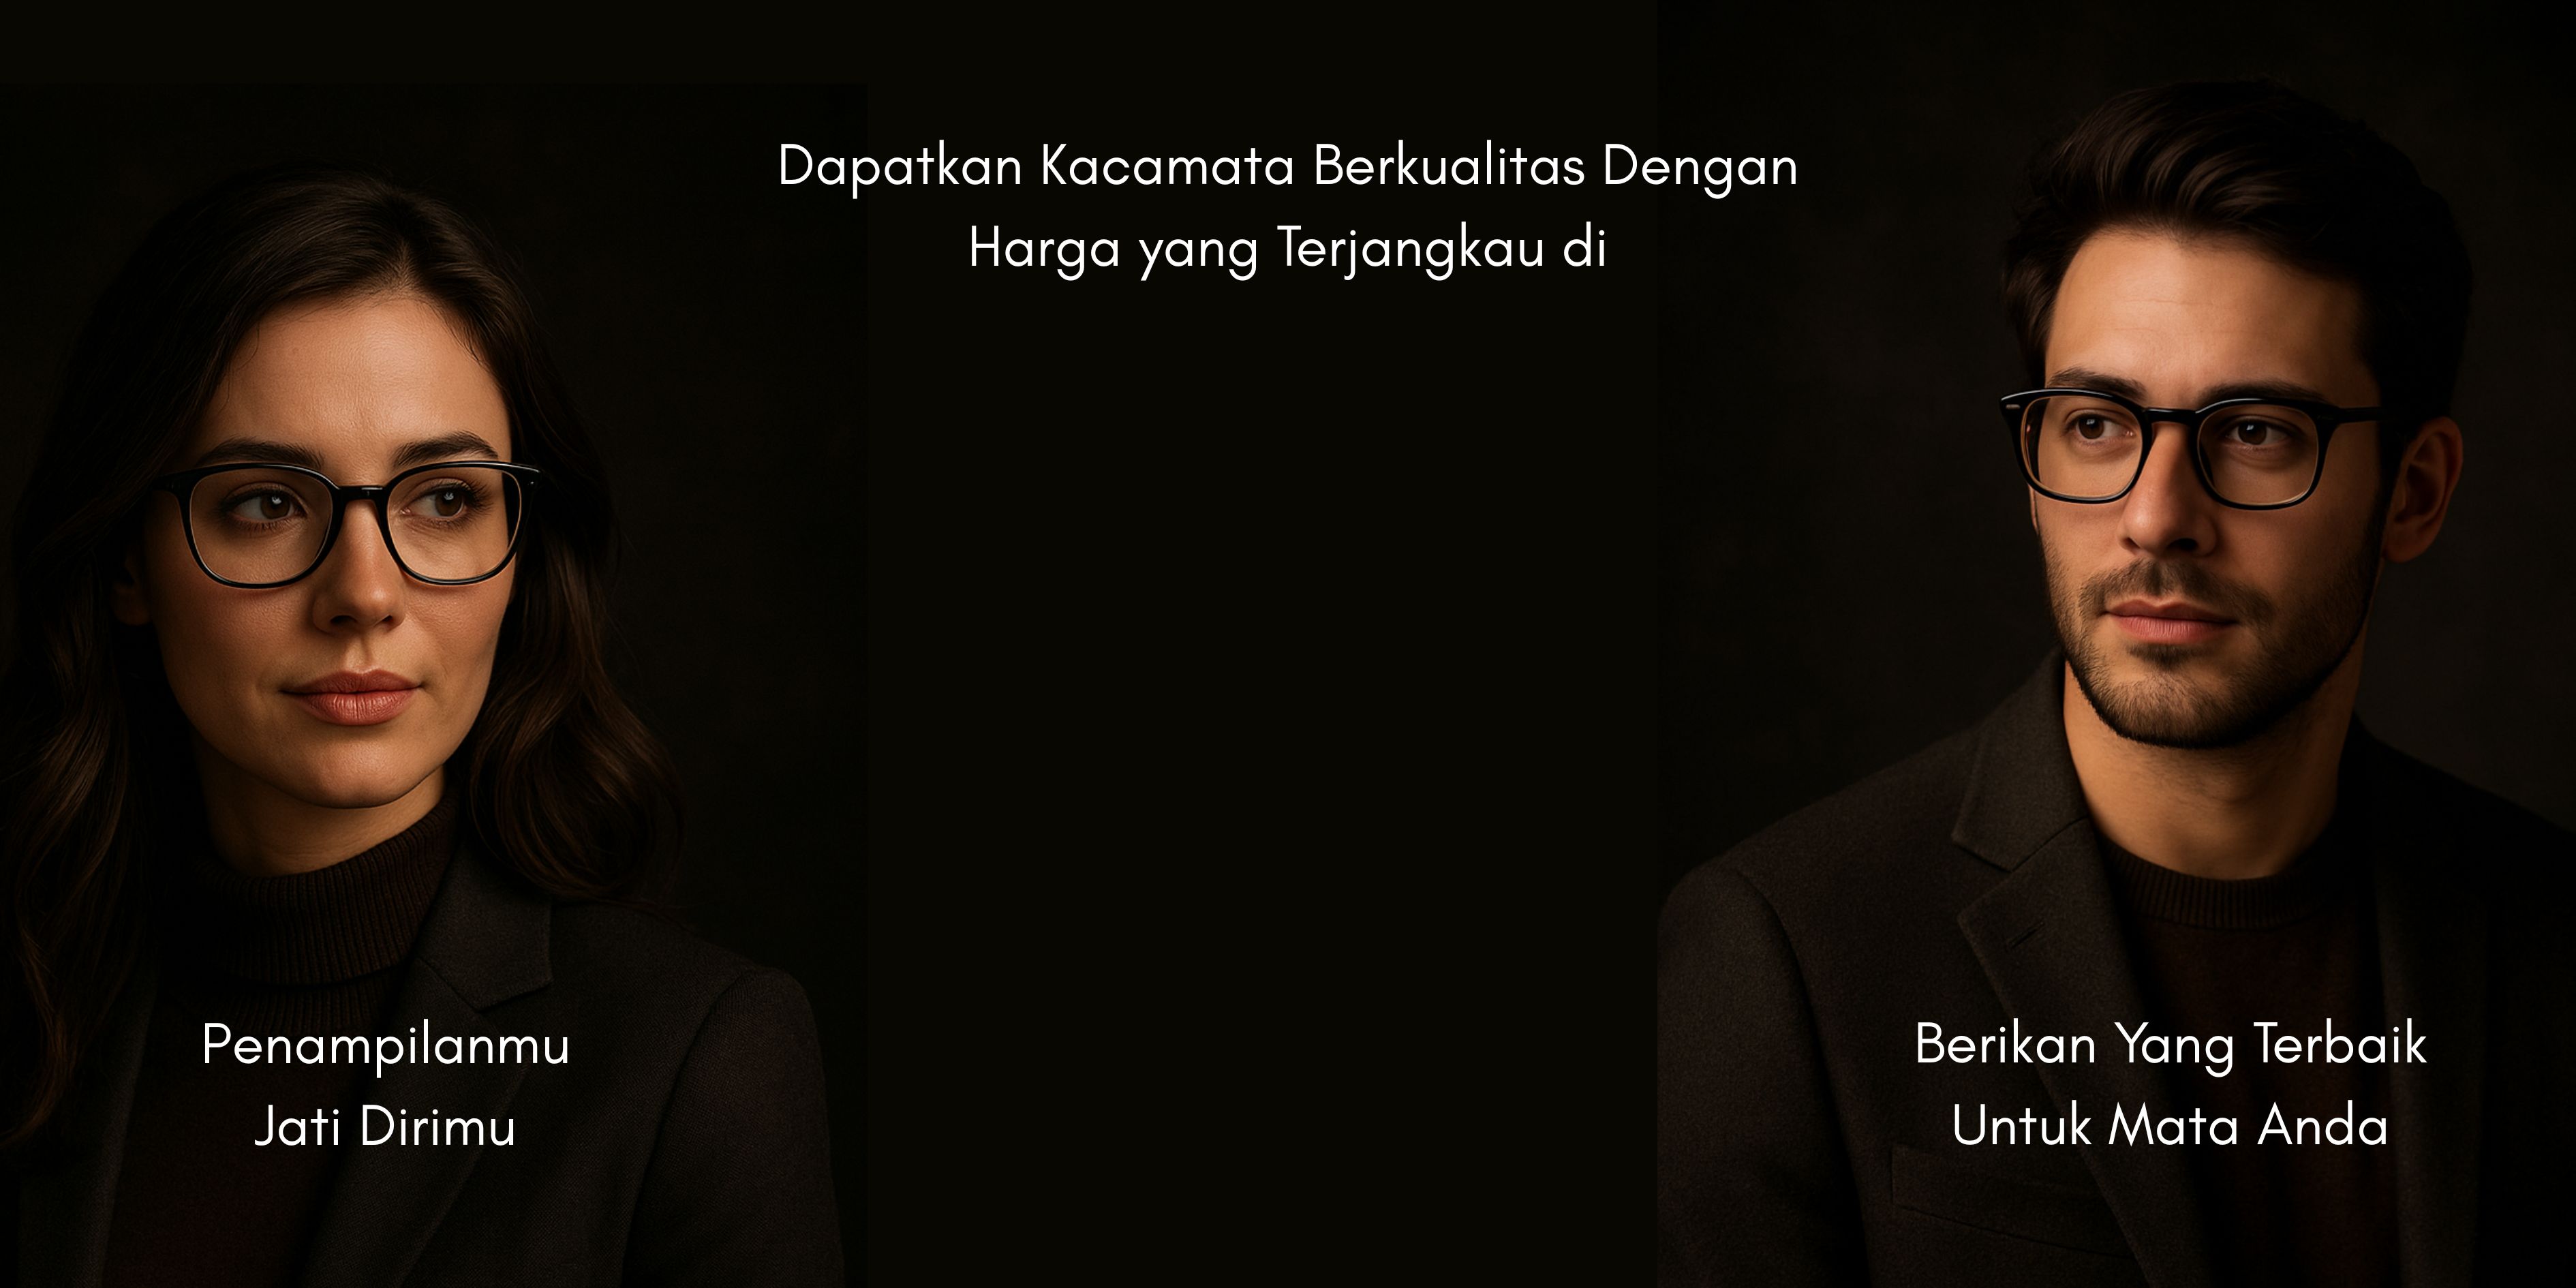 Dapatkan Kacamata Berkualitas Dengan
Harga yang Terjangkau di
Penampilanmu
Jati Dirimu
Berikan Yang Terbaik
Untuk Mata Anda